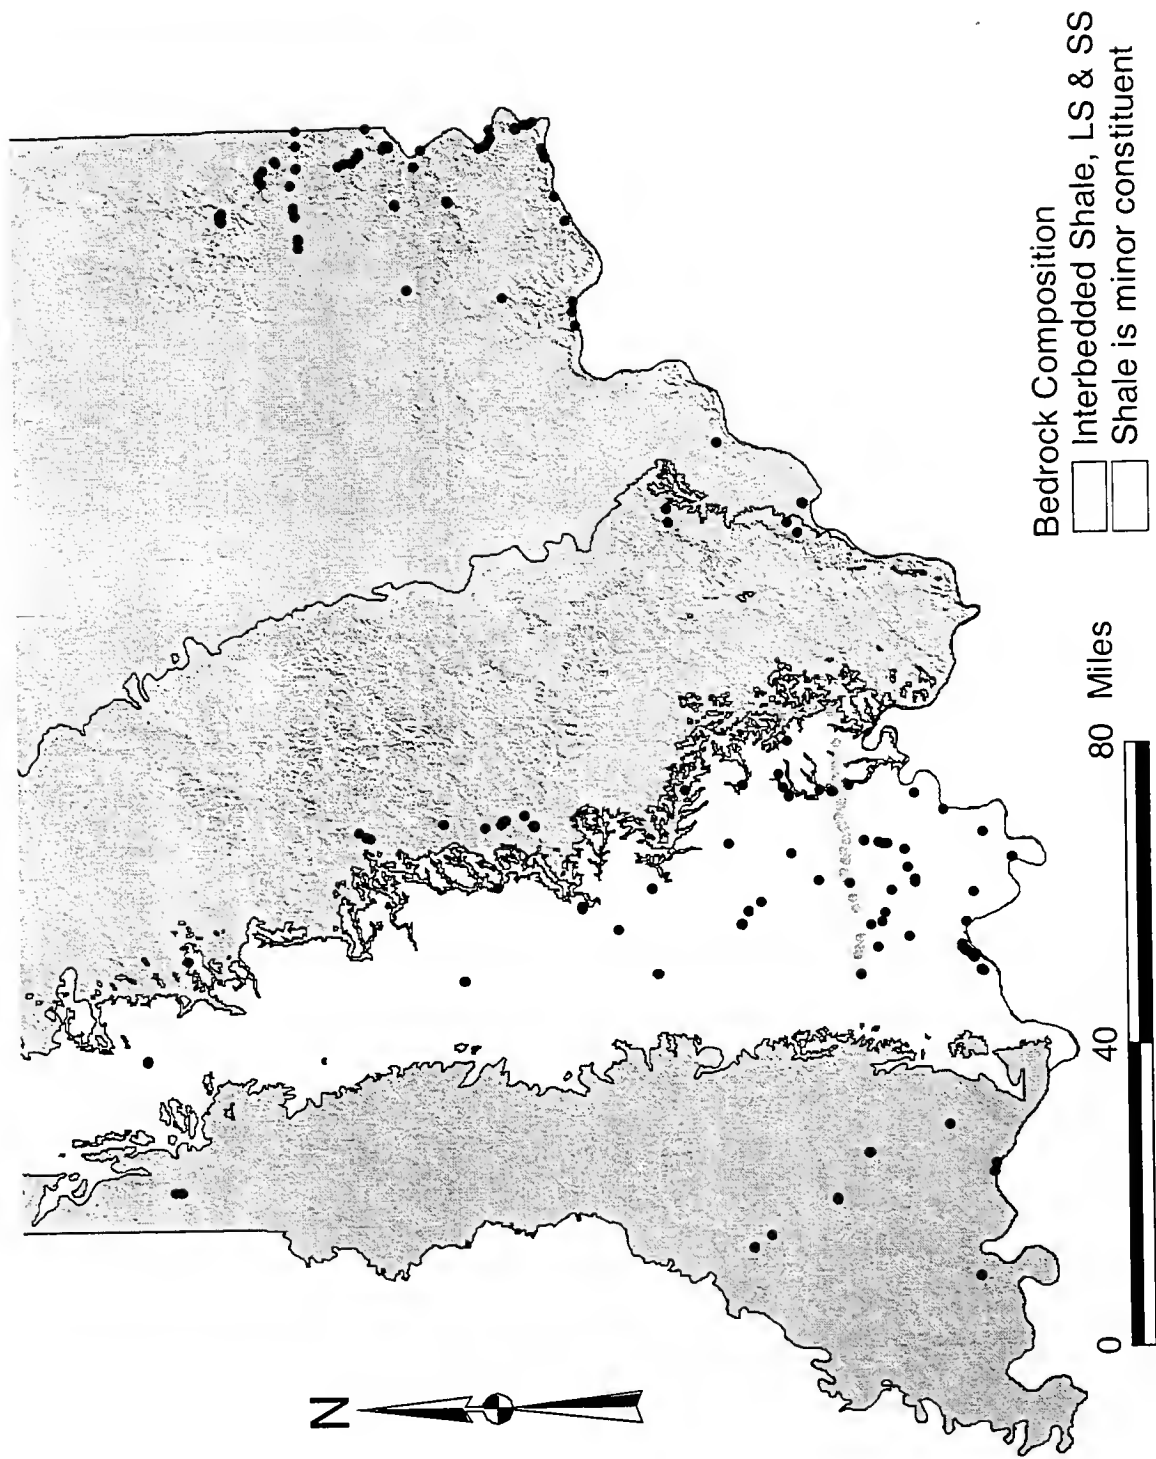 N
Bedrock Composition
Interbedded Shale, LS & SS
Shale is minor constituent
0 40 80 Miles